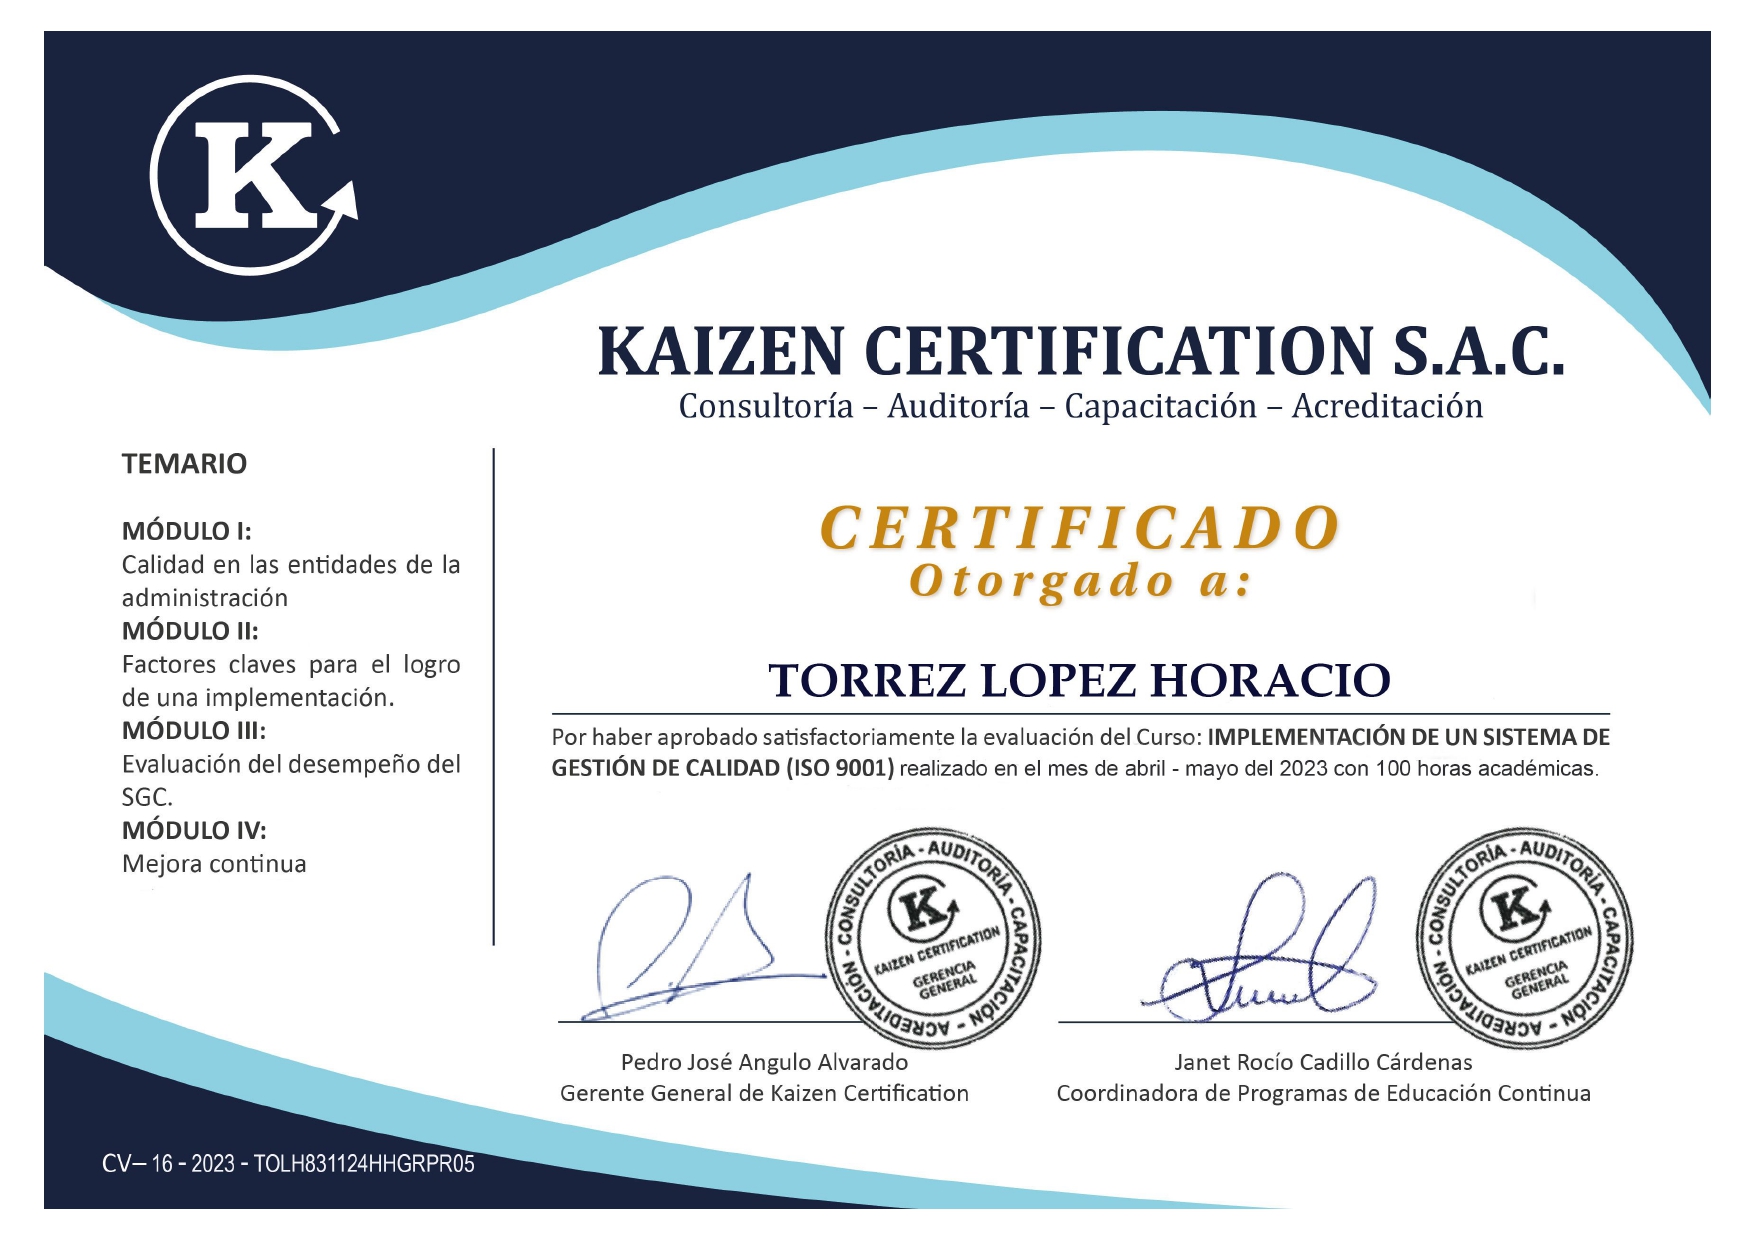 K
KAIZEN CERTIFICATION S.A.C.
Consultoría – Auditoría – Capacitación – Acreditación
TEMARIO
MÓDULO I:
Calidad en las entidades de la
administración
MÓDULO II:
Factores claves para el logro
de una implementación.
MÓDULO III:
Evaluación del desempeño del
SGC.
MÓDULO IV:
Mejora continua
CERTIFICADO
Otorgado a:
TORREZ LOPEZ HORACIO
Por haber aprobado satisfactoriamente la evaluación del Curso: IMPLEMENTACIÓN DE UN SISTEMA DE
GESTIÓN DE CALIDAD (ISO 9001) realizado en el mes de abril - mayo del 2023 con 100 horas académicas.
CONSULTORÍA - AUDITORÍA - CAPACITACIÓN - ACREDITACIÓN -
K
KAIZEN CERTIFICATION
GERENCIA
GENERAL
Pedro José Angulo Alvarado
Gerente General de Kaizen Certification
CONSULTORÍA - AUDITORÍA - CAPACITACIÓN - ACREDITACIÓN -
K
KAIZEN CERTIFICATION
GERENCIA
GENERAL
Janet Rocío Cadillo Cárdenas
Coordinadora de Programas de Educación Continua
CV– 16 - 2023 - TOLH831124HHGRPR05